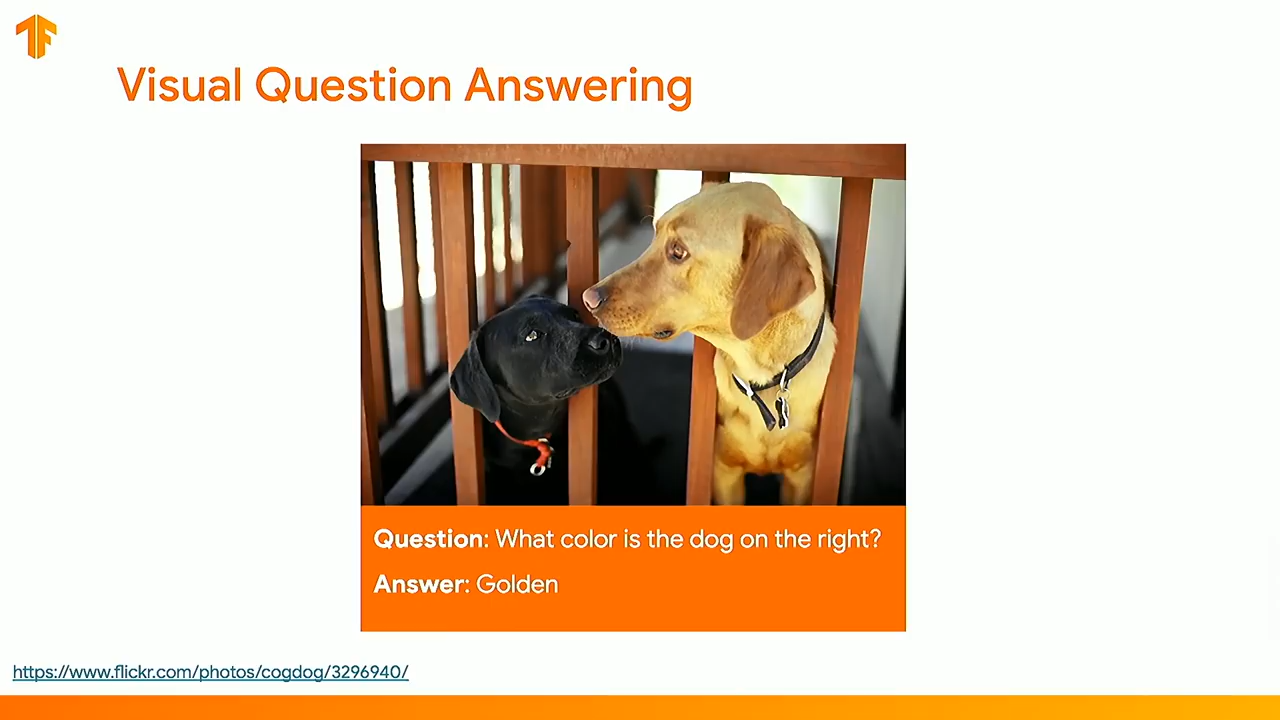 Visual Question Answering
Question: What color is the dog on the right?
Answer: Golden
https://www.flickr.com/photos/cogdog/3296940/